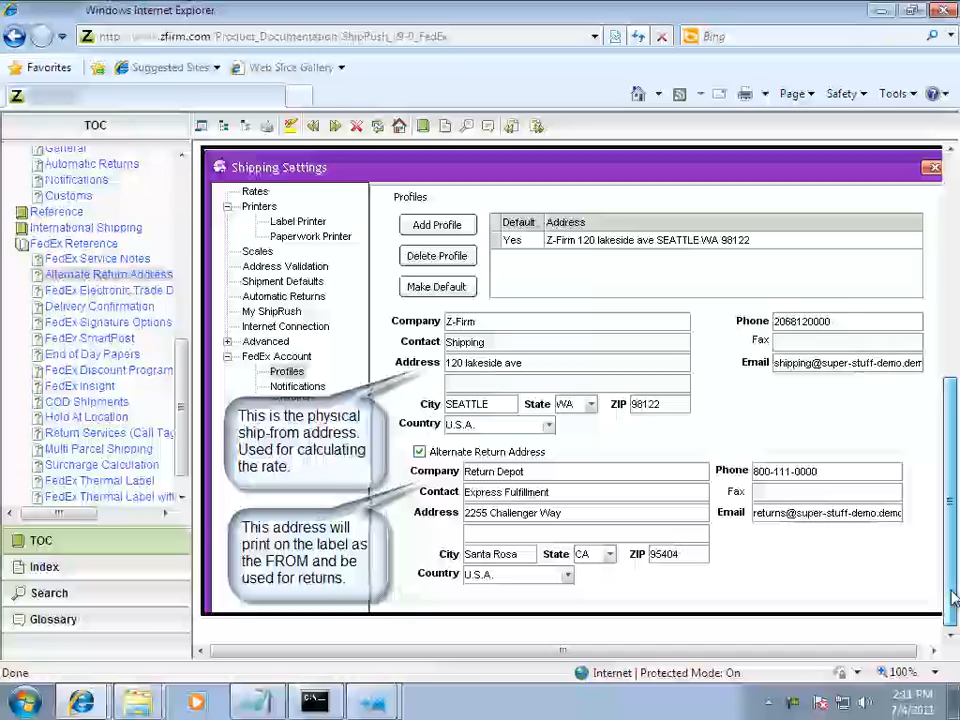 Windows Internet Explorer
http
.zfirm.com/Product_Documentation/ShipRush_/9-0_FedEx
Bing
Favorites
Suggested Sites
Web Slice Gallery
Page
Safety
Tools
TOC
General
Automatic Returns
Notifications
Customs
Reference
International Shipping
FedEx Reference
FedEx Service Notes
Alternate Return Address
FedEx Electronic Trade D
Delivery Confirmation
FedEx Signature Options
FedEx SmartPost
End of Day Papers
FedEx Discount Program
FedEx Insight
COD Shipments
Hold At Location
Return Services (Call Tag
Multi Parcel Shipping
Surcharge Calculation
FedEx Thermal Label
FedEx Thermal Label with
TOC
Index
Search
Glossary
Shipping Settings
Rates
Printers
Label Printer
Paperwork Printer
Scales
Address Validation
Shipment Defaults
Automatic Returns
My ShipRush
Internet Connection
Advanced
FedEx Account
Profiles
Notifications
This is the physical
ship-from address.
Used for calculating
the rate.
This address will
print on the label as
the FROM and be
used for returns.
Profiles
Add Profile
Delete Profile
Make Default
Default Address
Yes Z-Firm 120 lakeside ave SEATTLE WA 98122
Company Z-Firm Phone 2068120000
Contact Shipping Fax
Address 120 lakeside ave Email shipping@super-stuff-demo.dem
City SEATTLE State WA ZIP 98122
Country U.S.A.
Alternate Return Address
Company Return Depot Phone 800-111-0000
Contact Express Fulfillment Fax
Address 2255 Challenger Way Email returns@super-stuff-demo.demo
City Santa Rosa State CA ZIP 95404
Country U.S.A.
Done
Internet | Protected Mode: On
100%
2:11 PM
7/4/2011